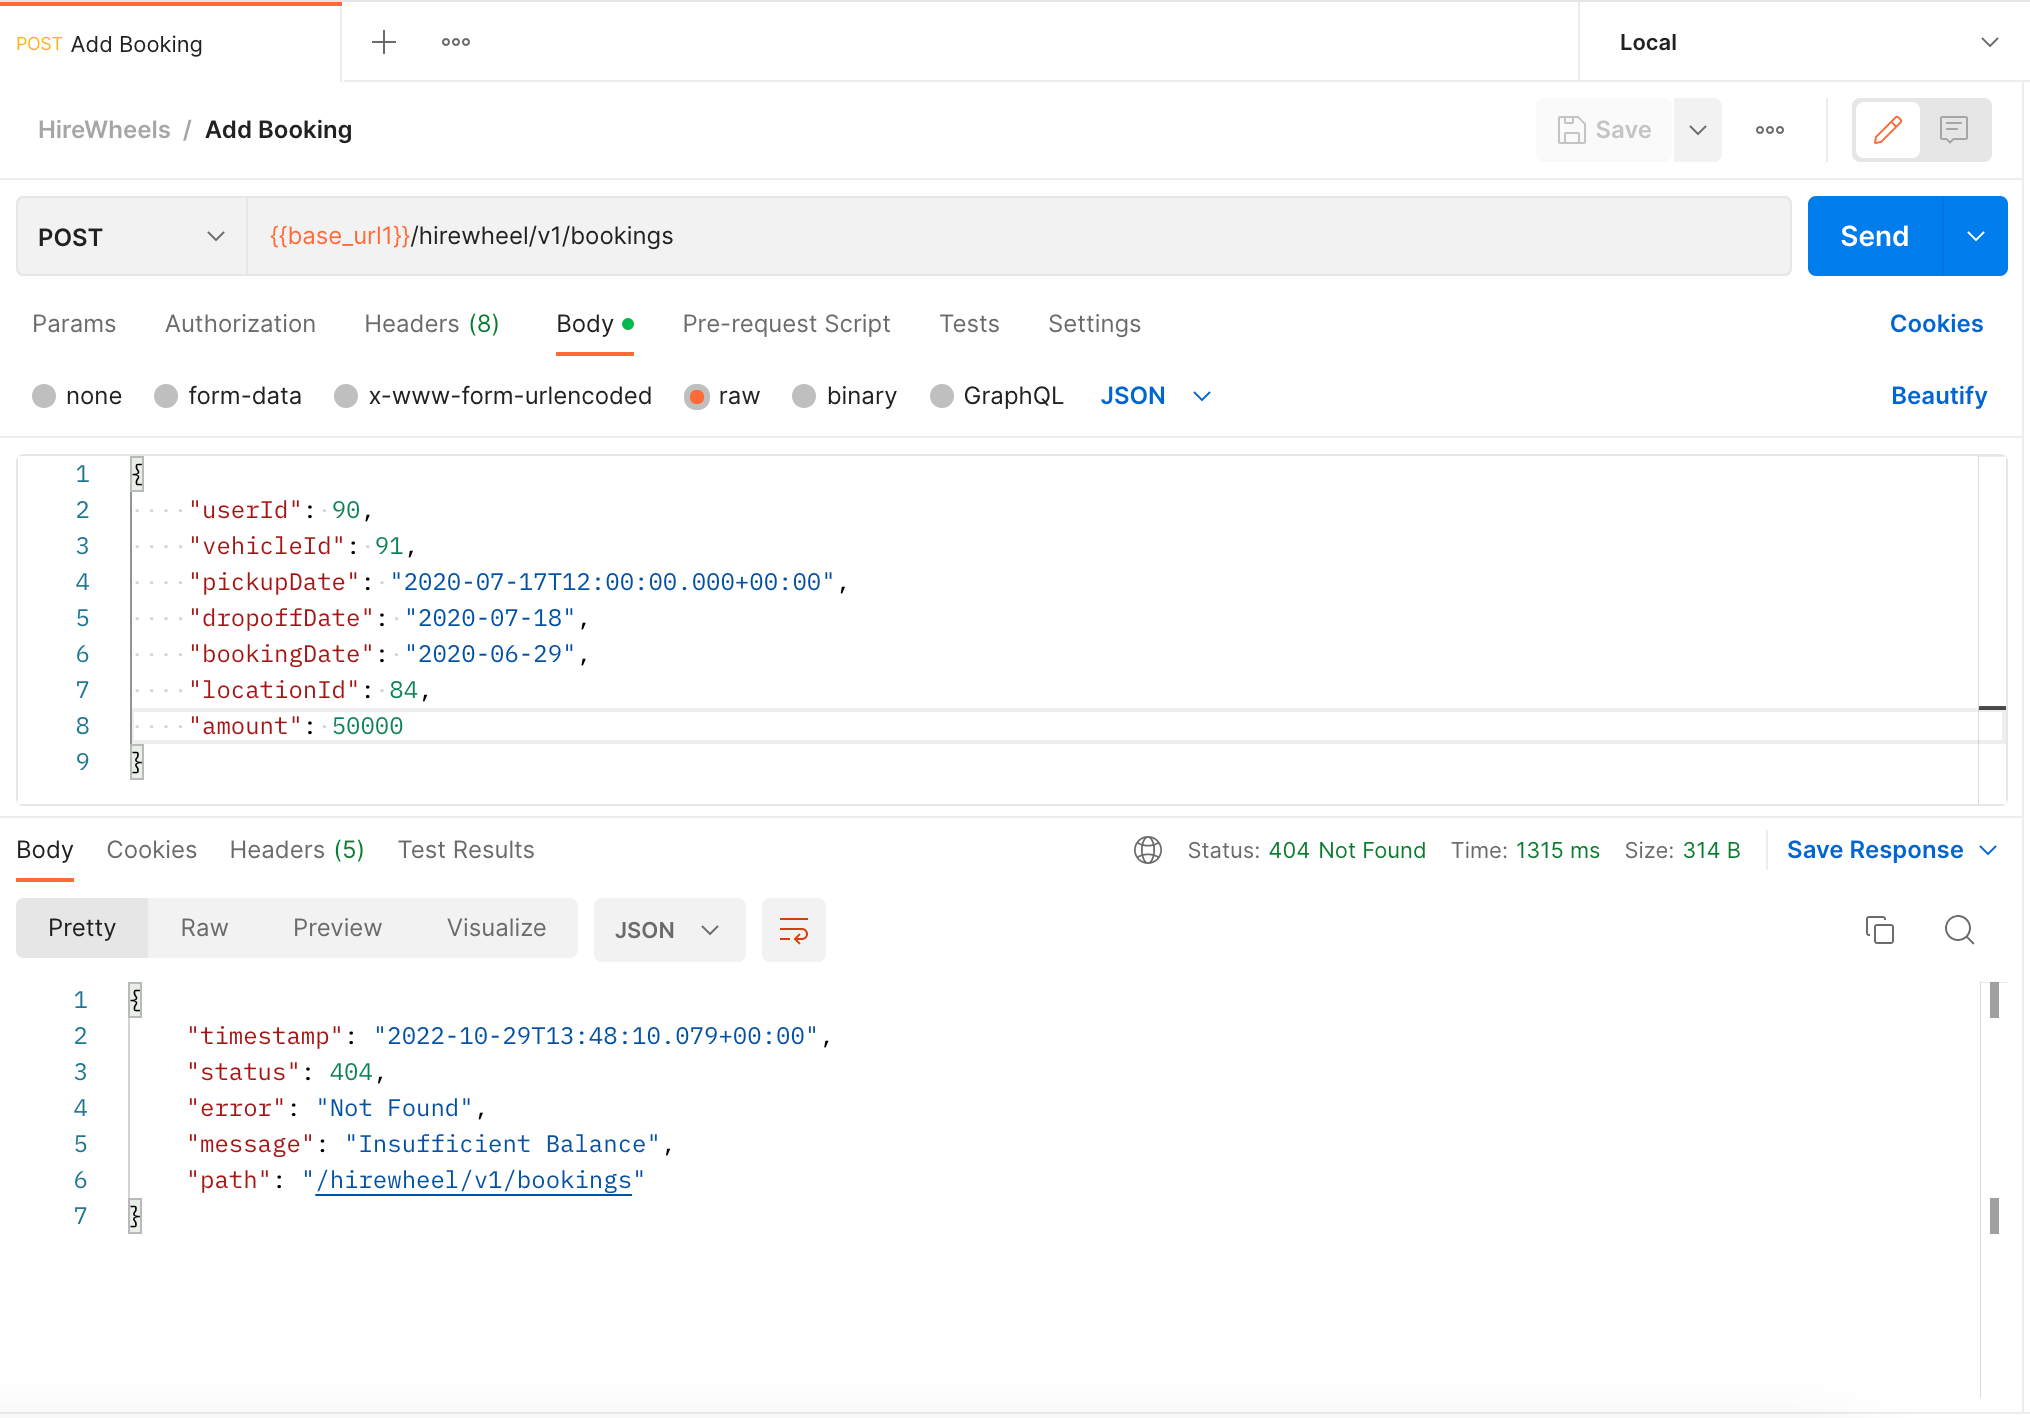 POST Add Booking
Local
HireWheels / Add Booking
Save
POST
{{base_url1}}/hirewheel/v1/bookings
Send
Params Authorization Headers (8) Body Pre-request Script Tests Settings Cookies
none form-data x-www-form-urlencoded raw binary GraphQL JSON Beautify
1 {
2 "userId": 90,
3 "vehicleId": 91,
4 "pickupDate": "2020-07-17T12:00:00.000+00:00",
5 "dropoffDate": "2020-07-18",
6 "bookingDate": "2020-06-29",
7 "locationId": 84,
8 "amount": 50000
9 }
Body Cookies Headers (5) Test Results Status: 404 Not Found Time: 1315 ms Size: 314 B Save Response
Pretty Raw Preview Visualize JSON
1 {
2 "timestamp": "2022-10-29T13:48:10.079+00:00",
3 "status": 404,
4 "error": "Not Found",
5 "message": "Insufficient Balance",
6 "path": "/hirewheel/v1/bookings"
7 }